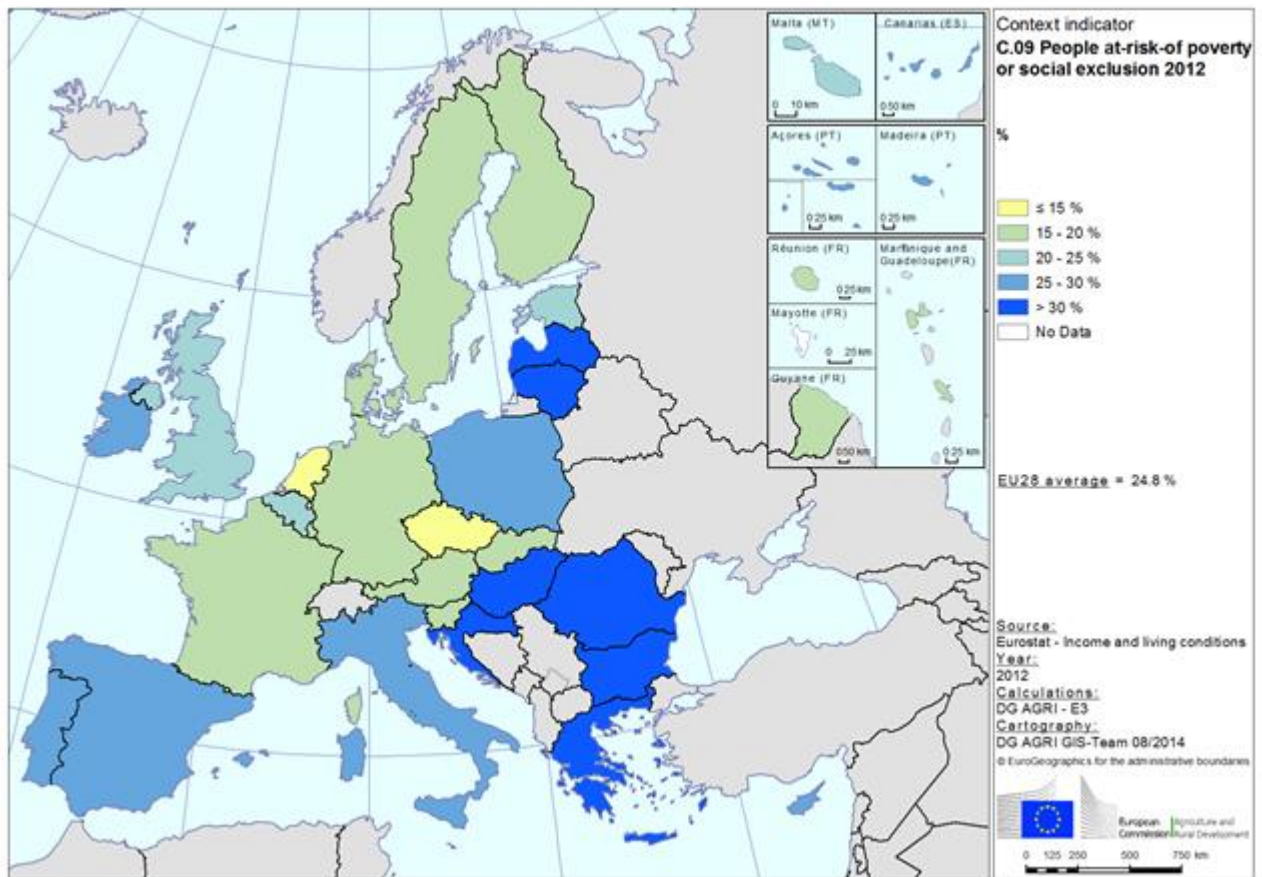 Malta (MT)
0 10 km
Canarias (ES)
0 50 km
Açores (PT)
0 25 km
Madeira (PT)
0 25 km
Réunion (FR)
0 25 km
Martinique and
Guadeloupe(FR)
Mayotte (FR)
0 25 km
Guyane (FR)
0 50 km
0 25 km
Context indicator
C.09 People at-risk-of poverty
or social exclusion 2012
%
≤ 15 %
15 - 20 %
20 - 25 %
25 - 30 %
> 30 %
No Data
EU28 average = 24.8 %
Source:
Eurostat - Income and living conditions
Year:
2012
Calculations:
DG AGRI - E3
Cartography:
DG AGRI GIS-Team 08/2014
© EuroGeographics for the administrative boundaries
European
Commission
Agriculture and
Rural Development
0 125 250 500 750 km